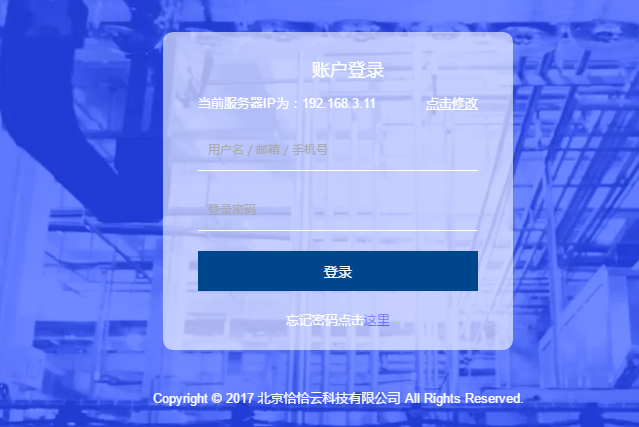 账户登录
当前服务器IP为：192.168.3.11 点击修改
用户名 / 邮箱 / 手机号
登录密码
登录
忘记密码点击这里
Copyright © 2017 北京恰恰云科技有限公司 All Rights Reserved.